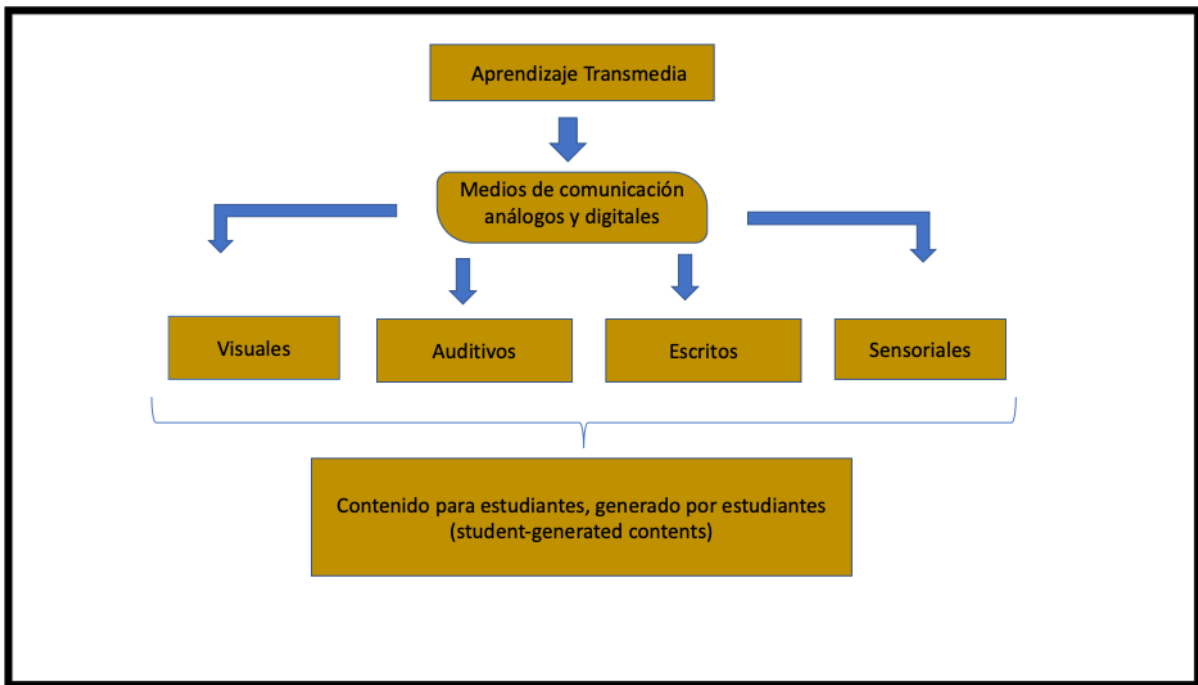 Aprendizaje Transmedia
Medios de comunicación
análogos y digitales
Visuales
Auditivos
Escritos
Sensoriales
Contenido para estudiantes, generado por estudiantes
(student-generated contents)